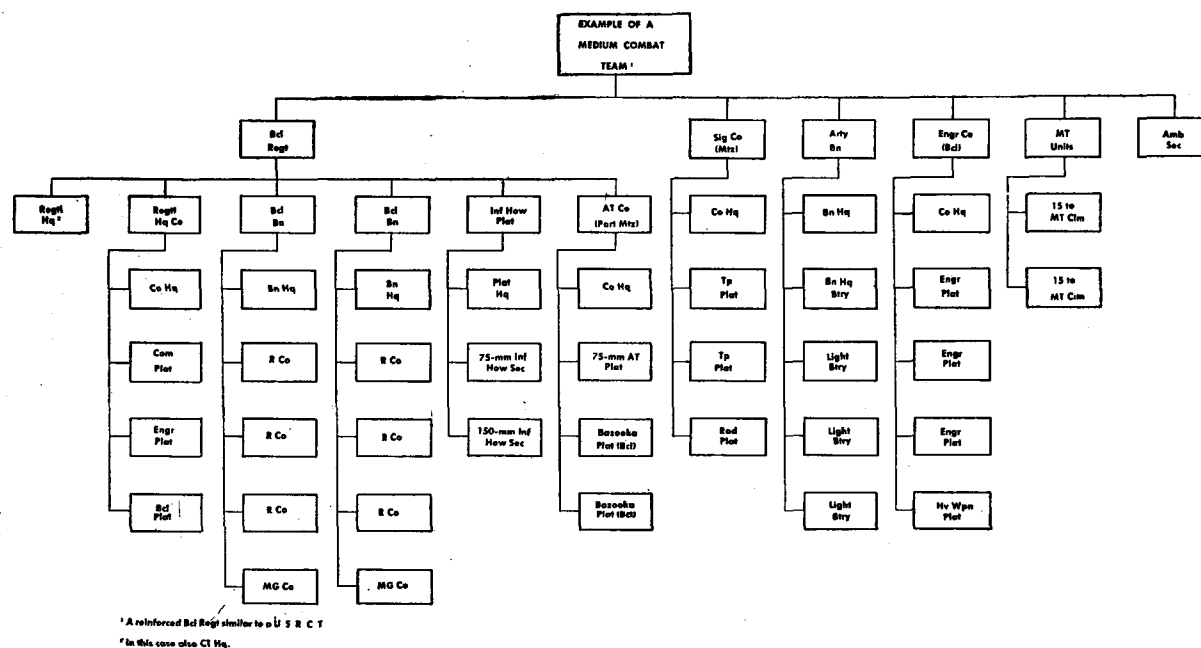 EXAMPLE OF A
MEDIUM COMBAT
TEAM ¹
Bcl
Regt
Sig Co
(Mtz)
Arty
Bn
Engr Co
(Bcl)
MT
Units
Amb
Sec
Regtl
Hq ²
Regtl
Hq Co
Bcl
Bn
Bcl
Bn
Inf How
Plat
AT Co
(Part Mtz)
Co Hq
Com
Plat
Engr
Plat
Bcl
Plat
Bn Hq
R Co
R Co
R Co
MG Co
Bn
Hq
R Co
R Co
R Co
MG Co
Plat
Hq
75-mm Inf
How Sec
150-mm Inf
How Sec
Co Hq
75-mm AT
Plat
Bazooka
Plat (Bcl)
Bazooka
Plat (Bcl)
Co Hq
Tp
Plat
Tp
Plat
Rad
Plat
Bn Hq
Bn Hq
Btry
Light
Btry
Light
Btry
Light
Btry
Co Hq
Engr
Plat
Engr
Plat
Engr
Plat
Hv Wpn
Plat
15 to
MT Clm
15 to
MT Clm
¹ A reinforced Bcl Regt similar to a U S R C T
² In this case also CT Hq.